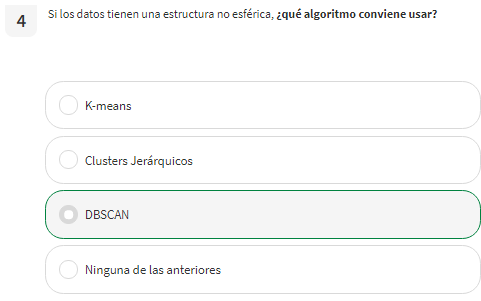 4
Si los datos tienen una estructura no esférica, ¿qué algoritmo conviene usar?
K-means
Clusters Jerárquicos
DBSCAN
Ninguna de las anteriores